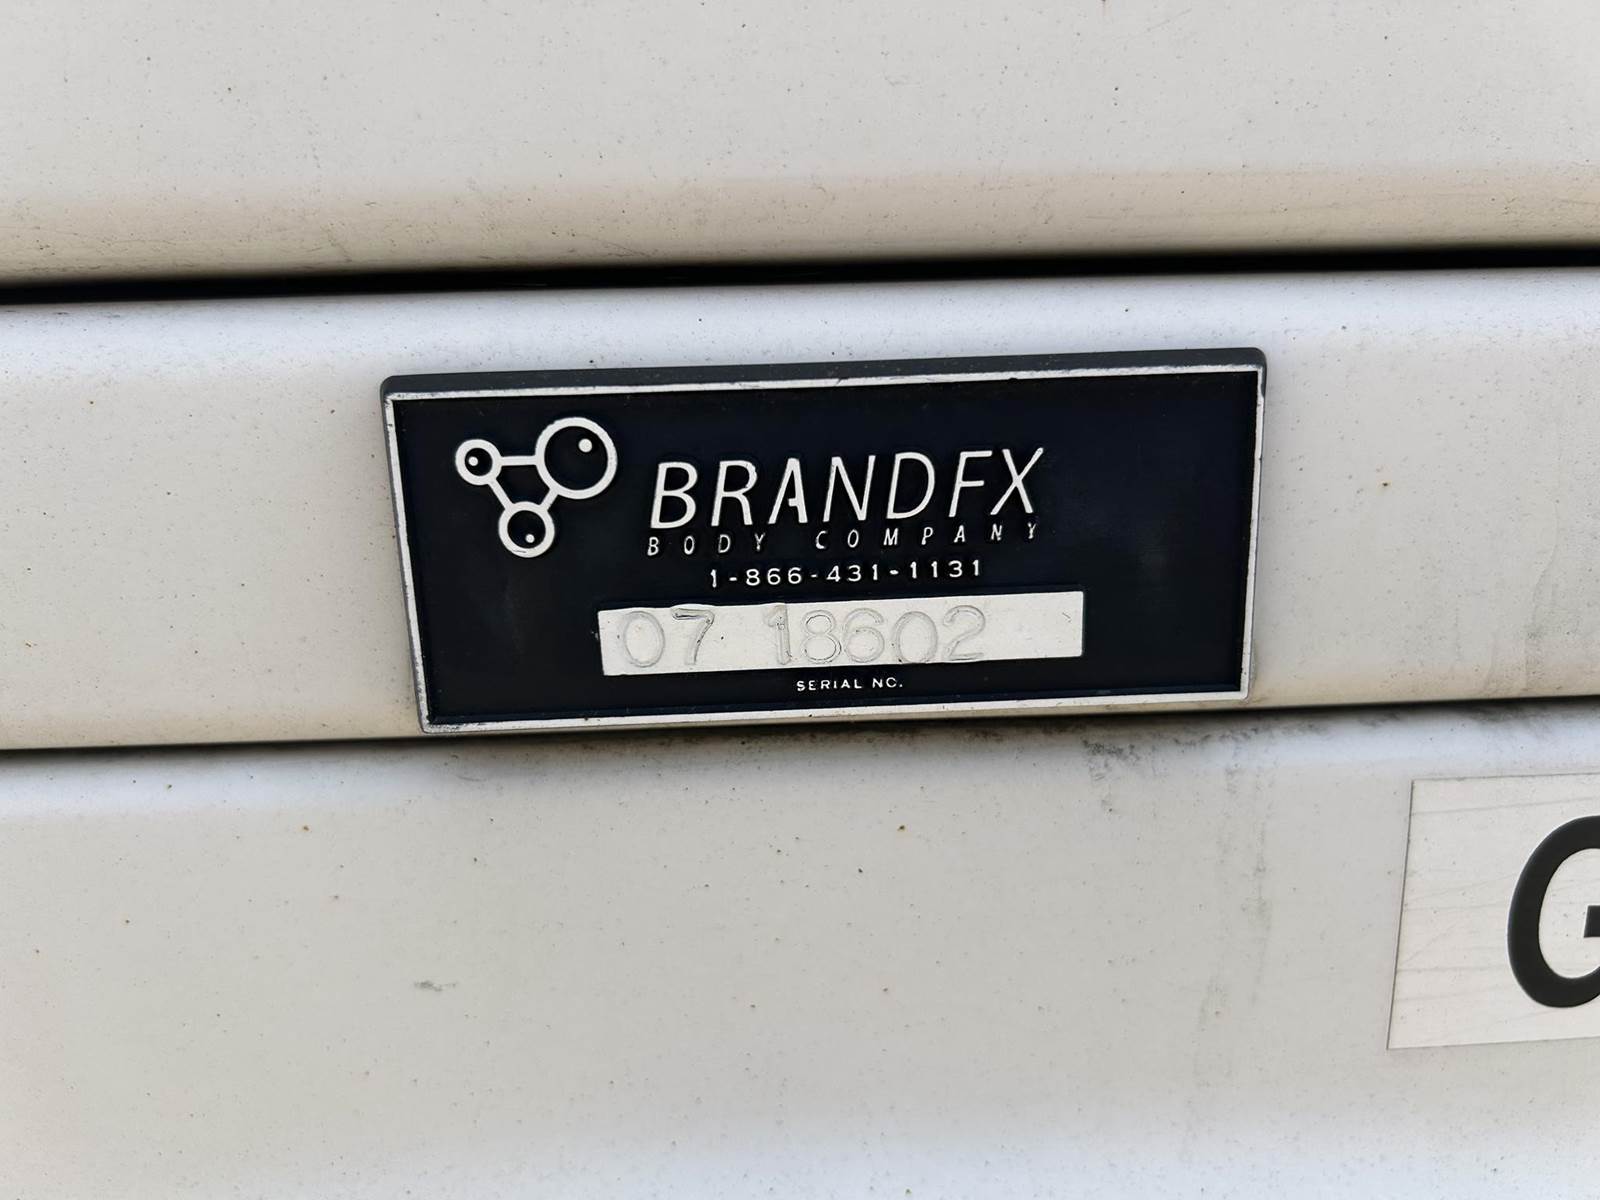 BRANDFX
BODY COMPANY
1-866-431-1131
07 18602
SERIAL NO.
G